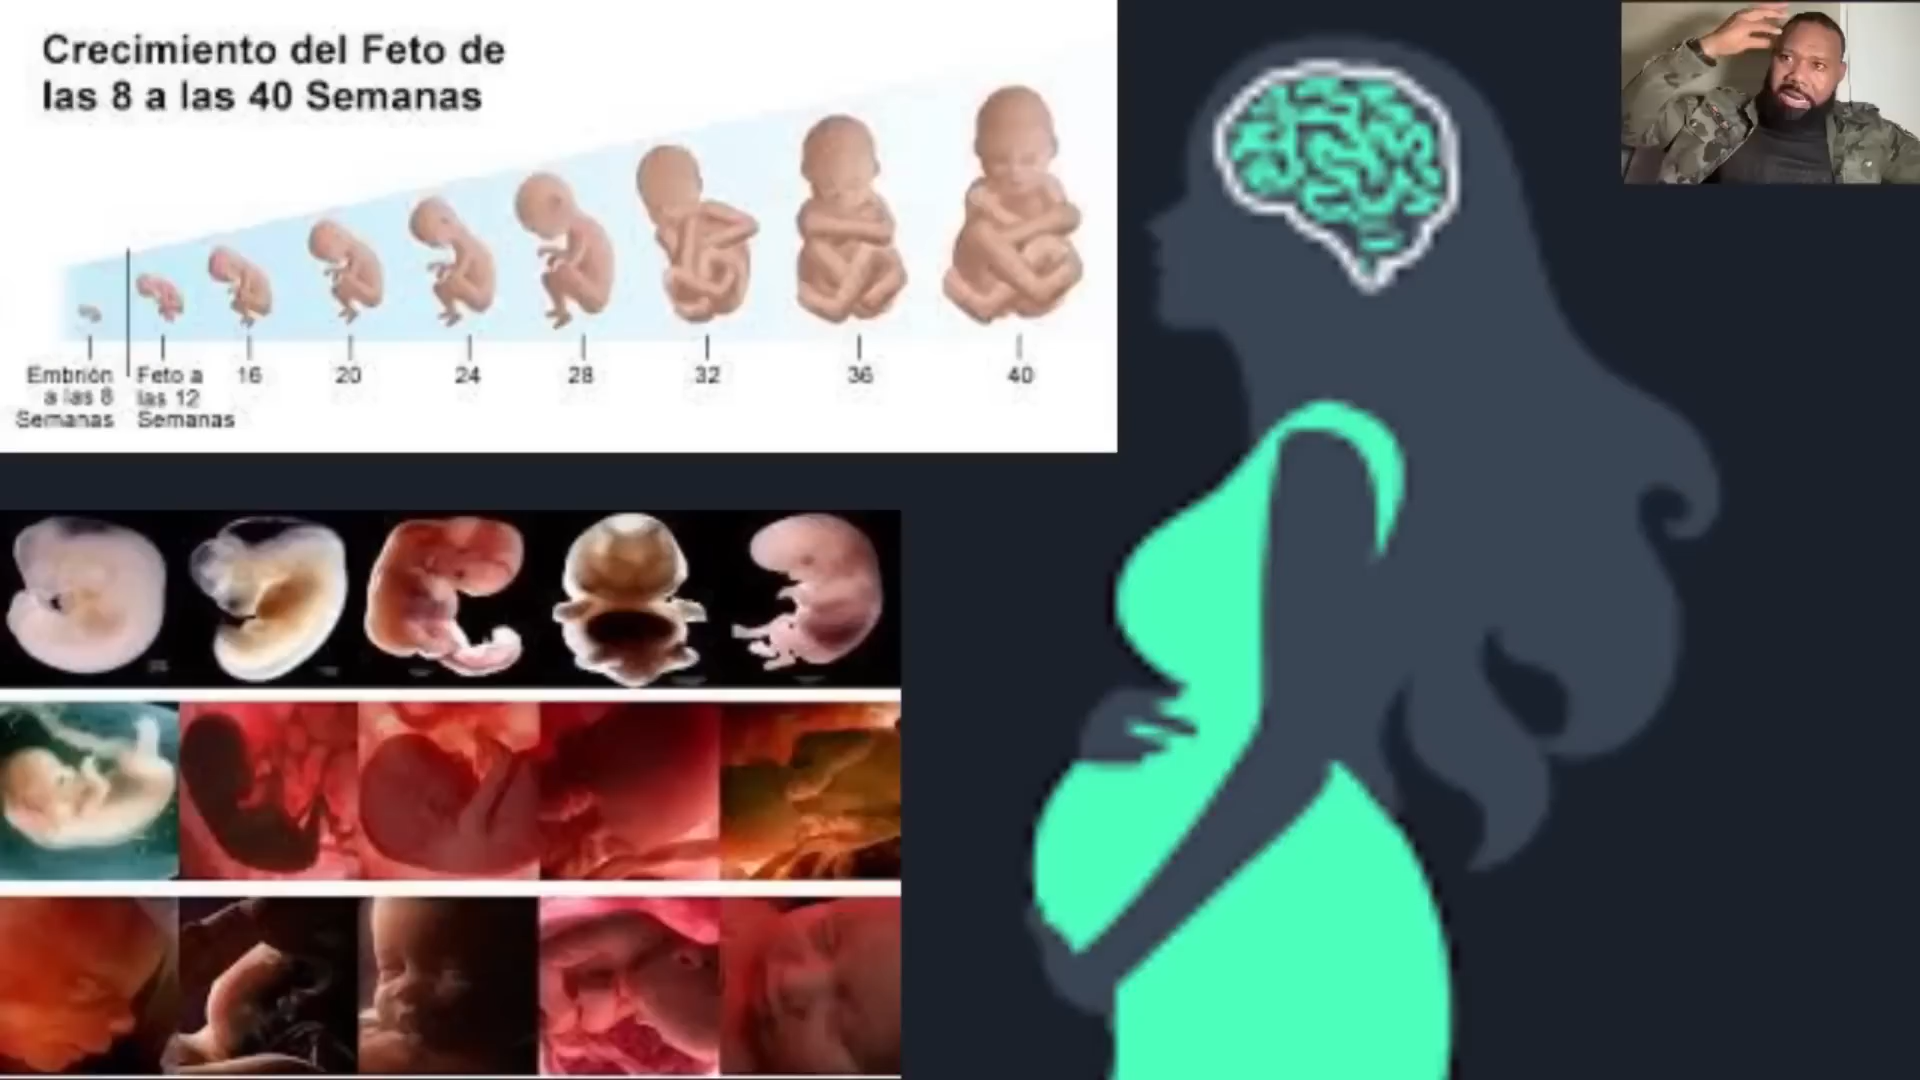 Crecimiento del Feto de
las 8 a las 40 Semanas
Embrión
a las 8
Semanas
Feto a
las 12
Semanas
16
20
24
28
32
36
40